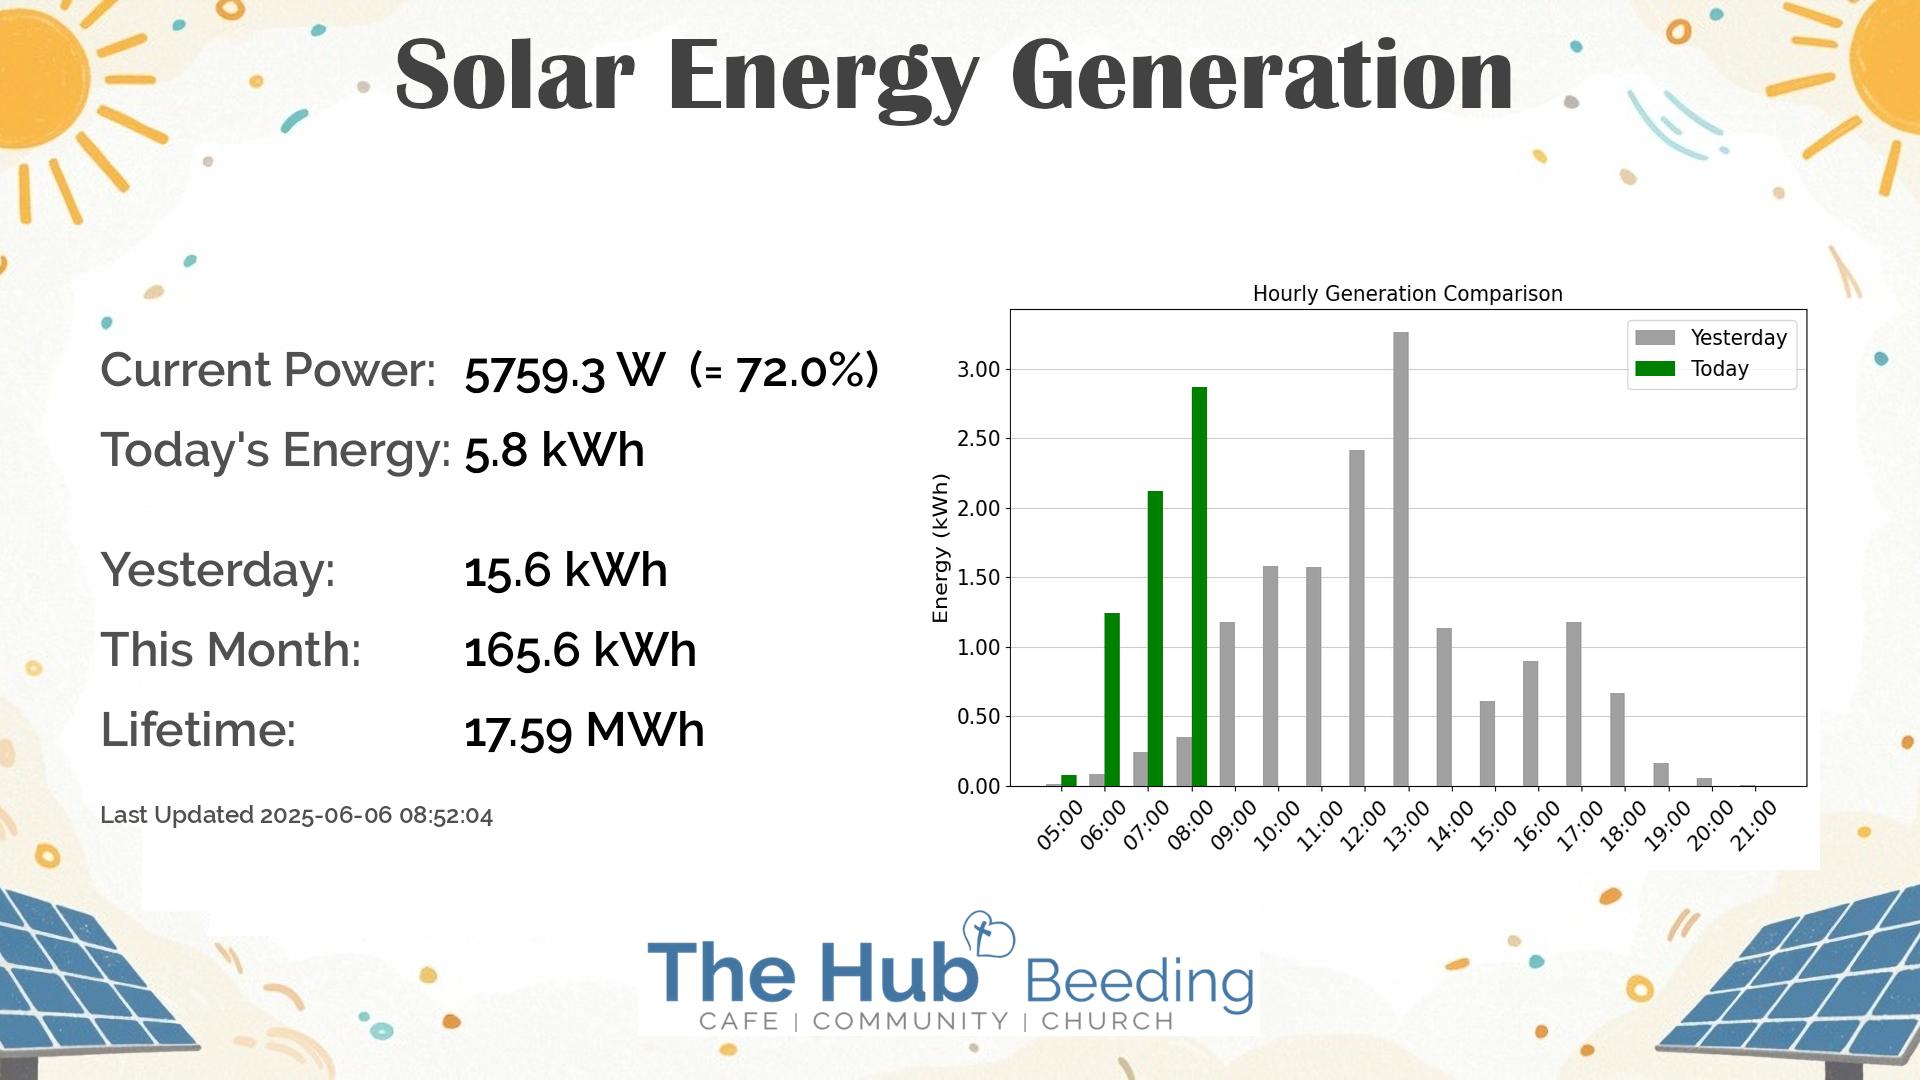 Solar Energy Generation
Current Power: 5759.3 W (= 72.0%)
Today's Energy: 5.8 kWh
Yesterday: 15.6 kWh
This Month: 165.6 kWh
Lifetime: 17.59 MWh
Last Updated 2025-06-06 08:52:04
Hourly Generation Comparison
Yesterday
Today
Energy (kWh)
3.00
2.50
2.00
1.50
1.00
0.50
0.00
05:00 06:00 07:00 08:00 09:00 10:00 11:00 12:00 13:00 14:00 15:00 16:00 17:00 18:00 19:00 20:00 21:00
The Hub Beeding
CAFE | COMMUNITY | CHURCH